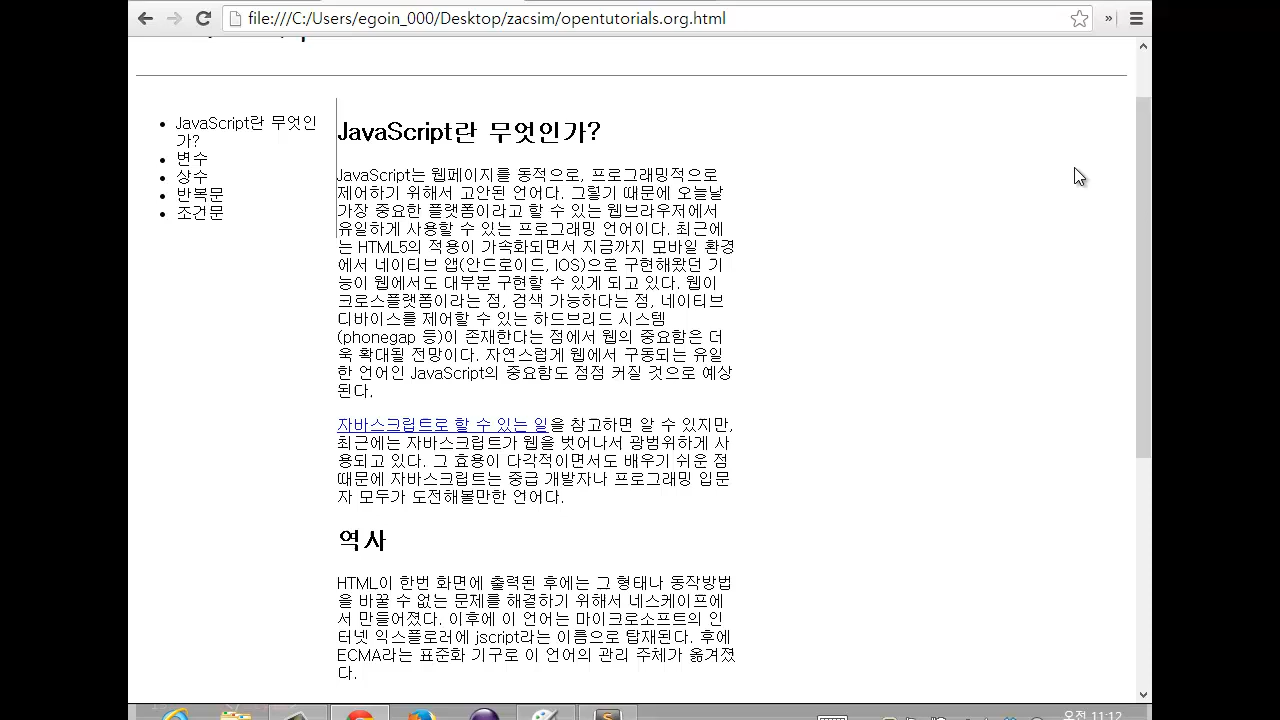 file:///C:/Users/egoin_000/Desktop/zacsim/opentutorials.org.html
JavaScript란 무엇인
가?
변수
상수
반복문
조건문
JavaScript란 무엇인가?
JavaScript는 웹페이지를 동적으로, 프로그래밍적으로
제어하기 위해서 고안된 언어다. 그렇기 때문에 오늘날
가장 중요한 플랫폼이라고 할 수 있는 웹브라우저에서
유일하게 사용할 수 있는 프로그래밍 언어이다. 최근에
는 HTML5의 적용이 가속화되면서 지금까지 모바일 환경
에서 네이티브 앱(안드로이드, IOS)으로 구현해왔던 기
능이 웹에서도 대부분 구현할 수 있게 되고 있다. 웹이
크로스플랫폼이라는 점, 검색 가능하다는 점, 네이티브
디바이스를 제어할 수 있는 하드브리드 시스템
(phonegap 등)이 존재한다는 점에서 웹의 중요함은 더
욱 확대될 전망이다. 자연스럽게 웹에서 구동되는 유일
한 언어인 JavaScript의 중요함도 점점 커질 것으로 예상
된다.
자바스크립트로 할 수 있는 일을 참고하면 알 수 있지만,
최근에는 자바스크립트가 웹을 벗어나서 광범위하게 사
용되고 있다. 그 효용이 다각적이면서도 배우기 쉬운 점
때문에 자바스크립트는 중급 개발자나 프로그래밍 입문
자 모두가 도전해볼만한 언어다.
역사
HTML이 한번 화면에 출력된 후에는 그 형태나 동작방법
을 바꿀 수 없는 문제를 해결하기 위해서 네스케이프에
서 만들어졌다. 이후에 이 언어는 마이크로소프트의 인
터넷 익스플로러에 jscript라는 이름으로 탑재된다. 후에
ECMA라는 표준화 기구로 이 언어의 관리 주체가 옮겨졌
다.
오전 11:12